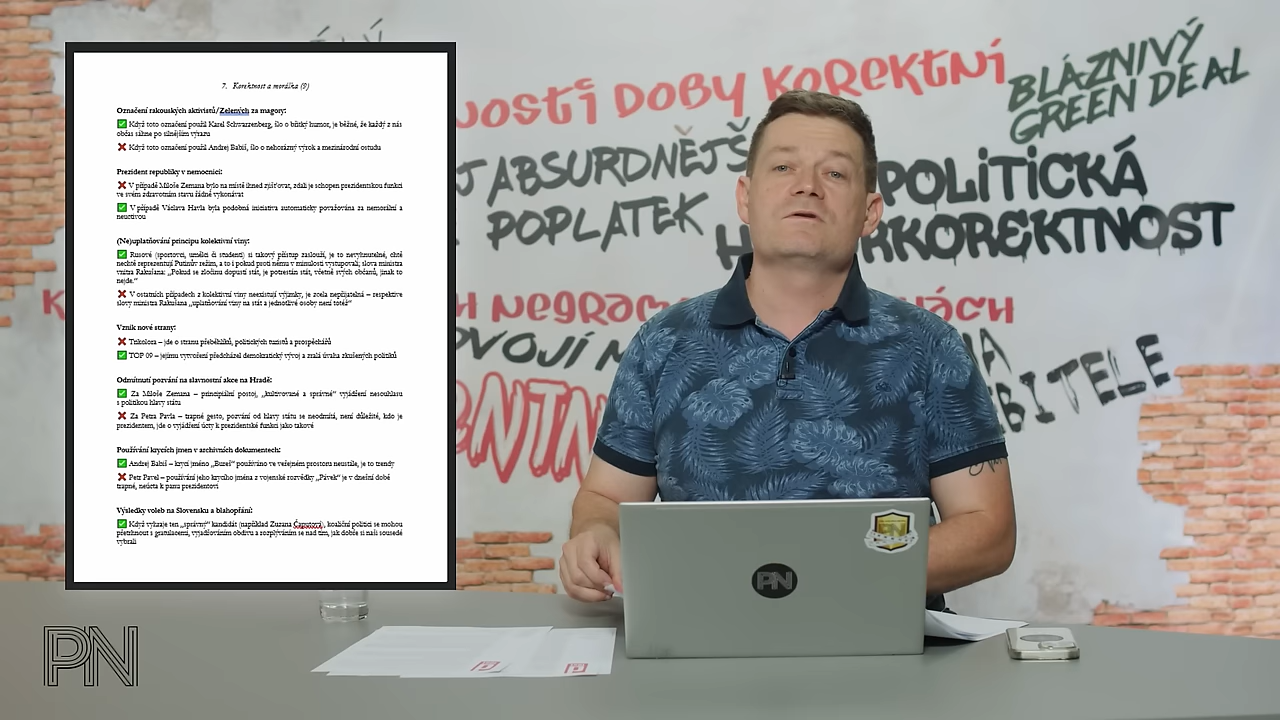 7. Korektnost a morálka (9)
Označení rakouských aktivistů/Zelených za magory:
✅ Když toto označení použil Karel Schwarzenberg, šlo o břitký humor, je běžné, že každý z nás
občas sáhne po silnějším výrazu
❌ Když toto označení použil Andrej Babiš, šlo o nehorázný výrok a mezinárodní ostudu
Prezident republiky v nemocnici:
❌ V případě Miloše Zemana bylo na místě ihned zjišťovat, zdali je schopen prezidentskou funkci
ve svém zdravotním stavu řádně vykonávat
✅ V případě Václava Havla byla podobná iniciativa automaticky považována za nemorální a
neuctivou
(Ne)uplatňování principu kolektivní viny:
✅ Rusové (sportovci, umělci či studenti) si takový přístup zaslouží, je to nevyhnutelné, chtě
nechtě reprezentují Putinův režim, a to i pokud proti němu v minulosti vystupovali; slova ministra
vnitra Rakušana: „Pokud se zločinu dopustí stát, je potrestán stát, včetně svých občanů, jinak to
nejde.“
❌ V ostatních případech z kolektivní viny neexistují výjimky, je zcela nepřijatelná – respektive
slovy ministra Rakušana „uplatňování viny na stát a jednotlivé osoby není totéž“
Vznik nové strany:
❌ Trikolora – jde o stranu přeběhlíků, politických turistů a prospěchářů
✅ TOP 09 – jejímu vytvoření předcházel demokratický vývoj a zralá úvaha zkušených politiků
Odmítnutí pozvání na slavnostní akce na Hradě:
✅ Za Miloše Zemana – principiální postoj, „kultivované a správné“ vyjádření nesouhlasu
s politikou hlavy státu
❌ Za Petra Pavla – trapné gesto, pozvání od hlavy státu se neodmítá, není důležité, kdo je
prezidentem, jde o vyjádření úcty k prezidentské funkci jako takové
Používání krycích jmen v archivních dokumentech:
✅ Andrej Babiš – krycí jméno „Bureš“ používáno ve veřejném prostoru neustále, je to trendy
❌ Petr Pavel – používání jeho krycího jména z vojenské rozvědky „Pávek“ je v dnešní době
trapné, neúcta k panu prezidentovi
Výsledky voleb na Slovensku a blahopřání:
✅ Když vyhraje ten „správný“ kandidát (například Zuzana Čaputová), koaliční politici se mohou
přetrhnout s gratulacemi, vyjadřováním obdivu a rozplýváním se nad tím, jak dobře si naši sousedé
vybrali
DOBY KOREKTNÍ
BLÁZNIVÝ
GREEN DEAL
POPLATEK
POLITICKÁ
PN
PN